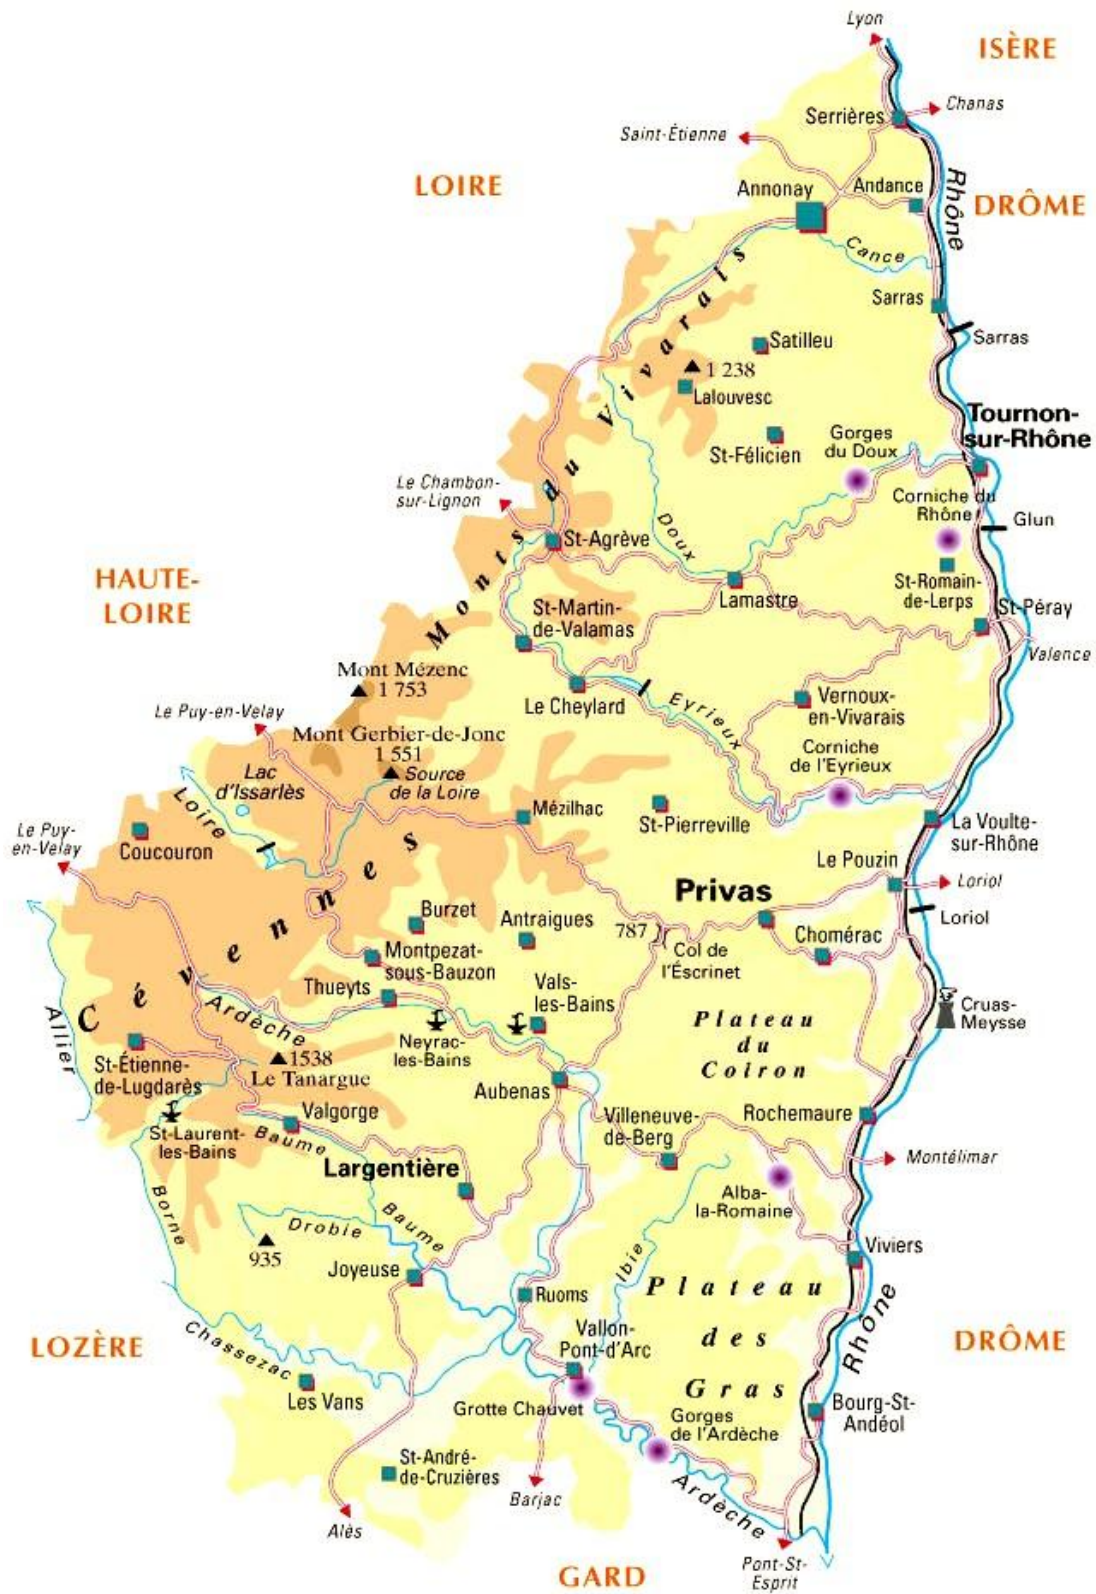 Lyon
ISÈRE
Chanas
Serrières
Saint-Étienne
LOIRE
Annonay
Andance
Rhône
DRÔME
Cance
Sarras
Sarras
Satilleu
1 238
Lalouvesc
Monts du Vivarais
Tournon-
sur-Rhône
Gorges
du Doux
St-Félicien
Le Chambon-
sur-Lignon
Corniche du
Rhône
Glun
Doux
St-Agrève
HAUTE-
LOIRE
St-Romain-
de-Lerps
Lamastre
St-Martin-
de-Valamas
St-Péray
Valence
Mont Mézenc
1 753
Le Cheylard
Eyrieux
Vernoux-
en-Vivarais
Le Puy-en-Velay
Mont Gerbier-de-Jonc
1 551
Corniche
de l'Eyrieux
Lac
d'Issarlès
Source
de la Loire
Loire
Mézilhac
St-Pierreville
La Voulte-
sur-Rhône
Le Puy-
en-Velay
Coucouron
Le Pouzin
Loriol
Privas
Loriol
Cévennes
Burzet
Antraigues
787
Col de
l'Éscrinet
Chomérac
Montpezat-
sous-Bauzon
Thueyts
Vals-
les-Bains
Ardèche
Allier
Neyrac-
les-Bains
Plateau
du
Coiron
Cruas-
Meysse
St-Étienne-
de-Lugdarès
1538
Le Tanargue
Aubenas
Valgorge
Villeneuve-
de-Berg
Rochemaure
St-Laurent-
les-Bains
Baume
Largentière
Montélimar
Alba-
la-Romaine
Borne
Drobie
Baume
935
Ibie
Viviers
Joyeuse
Ruoms
Plateau
des
Gras
Rhône
LOZÈRE
Chassezac
Vallon-
Pont-d'Arc
DRÔME
Les Vans
Grotte Chauvet
Gorges
de l'Ardèche
Bourg-St-
Andéol
St-André-
de-Cruzières
Barjac
Ardèche
Alès
GARD
Pont-St-
Esprit